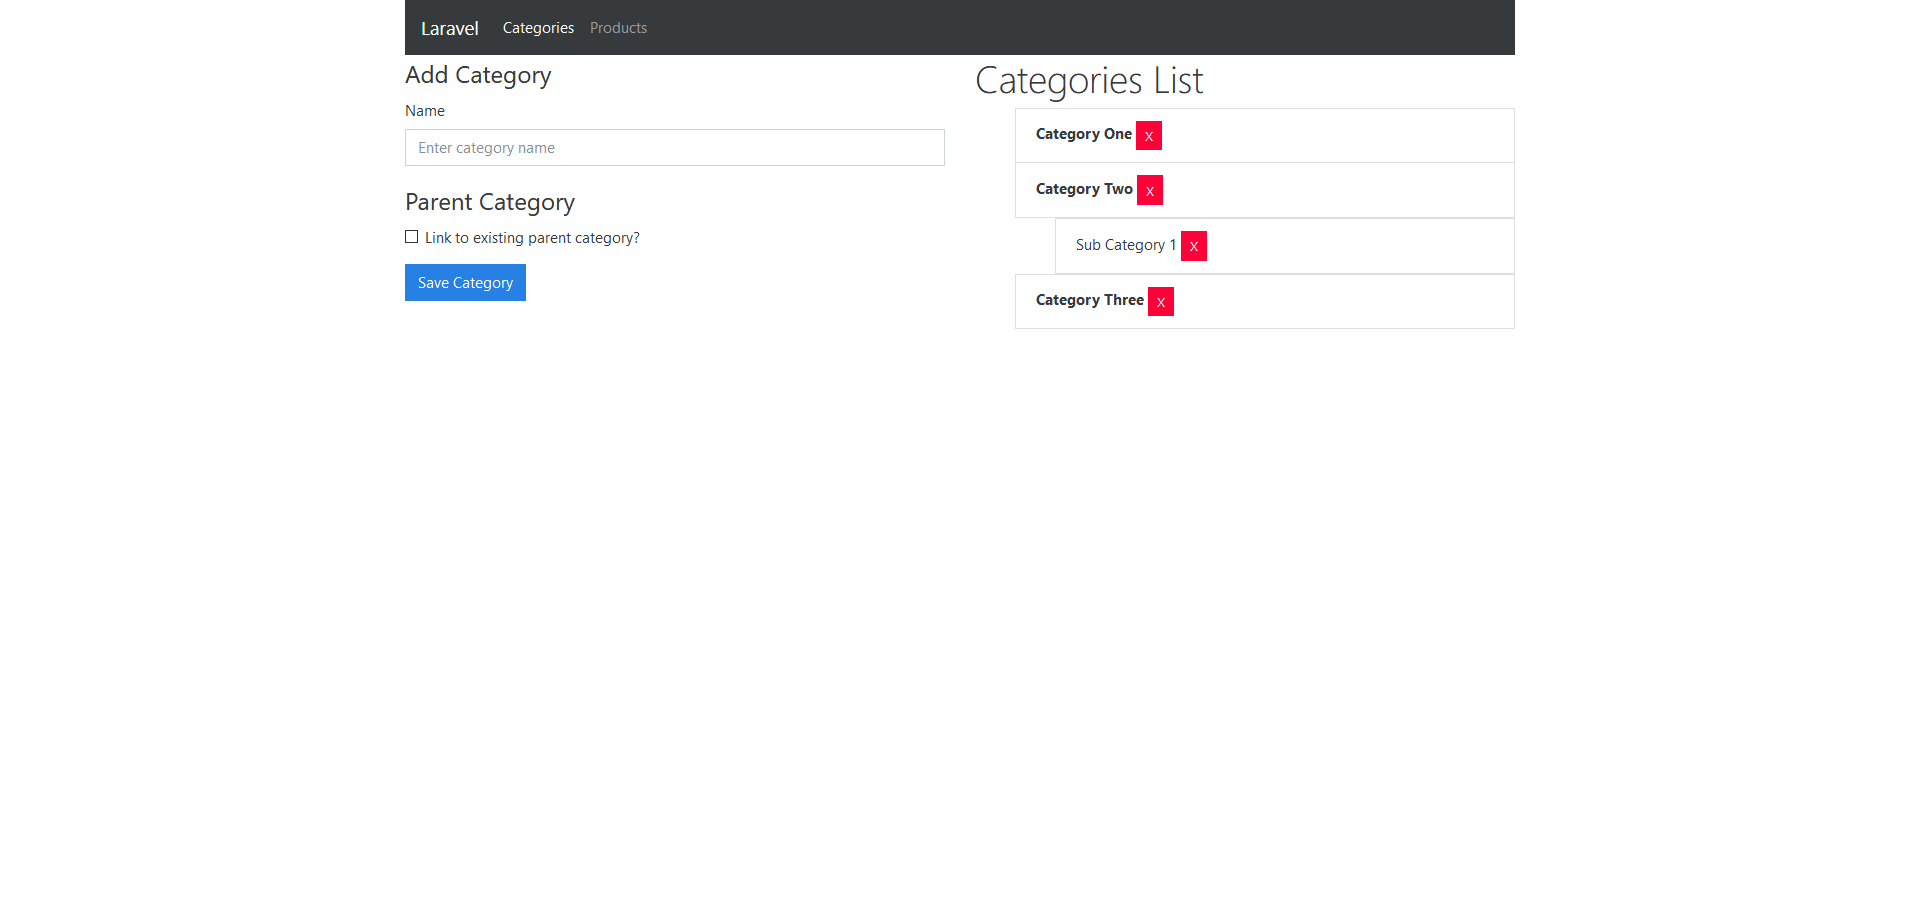 Laravel Categories Products
Add Category
Name
Enter category name
Parent Category
Link to existing parent category?
Save Category
Categories List
Category One X
Category Two X
Sub Category 1 X
Category Three X